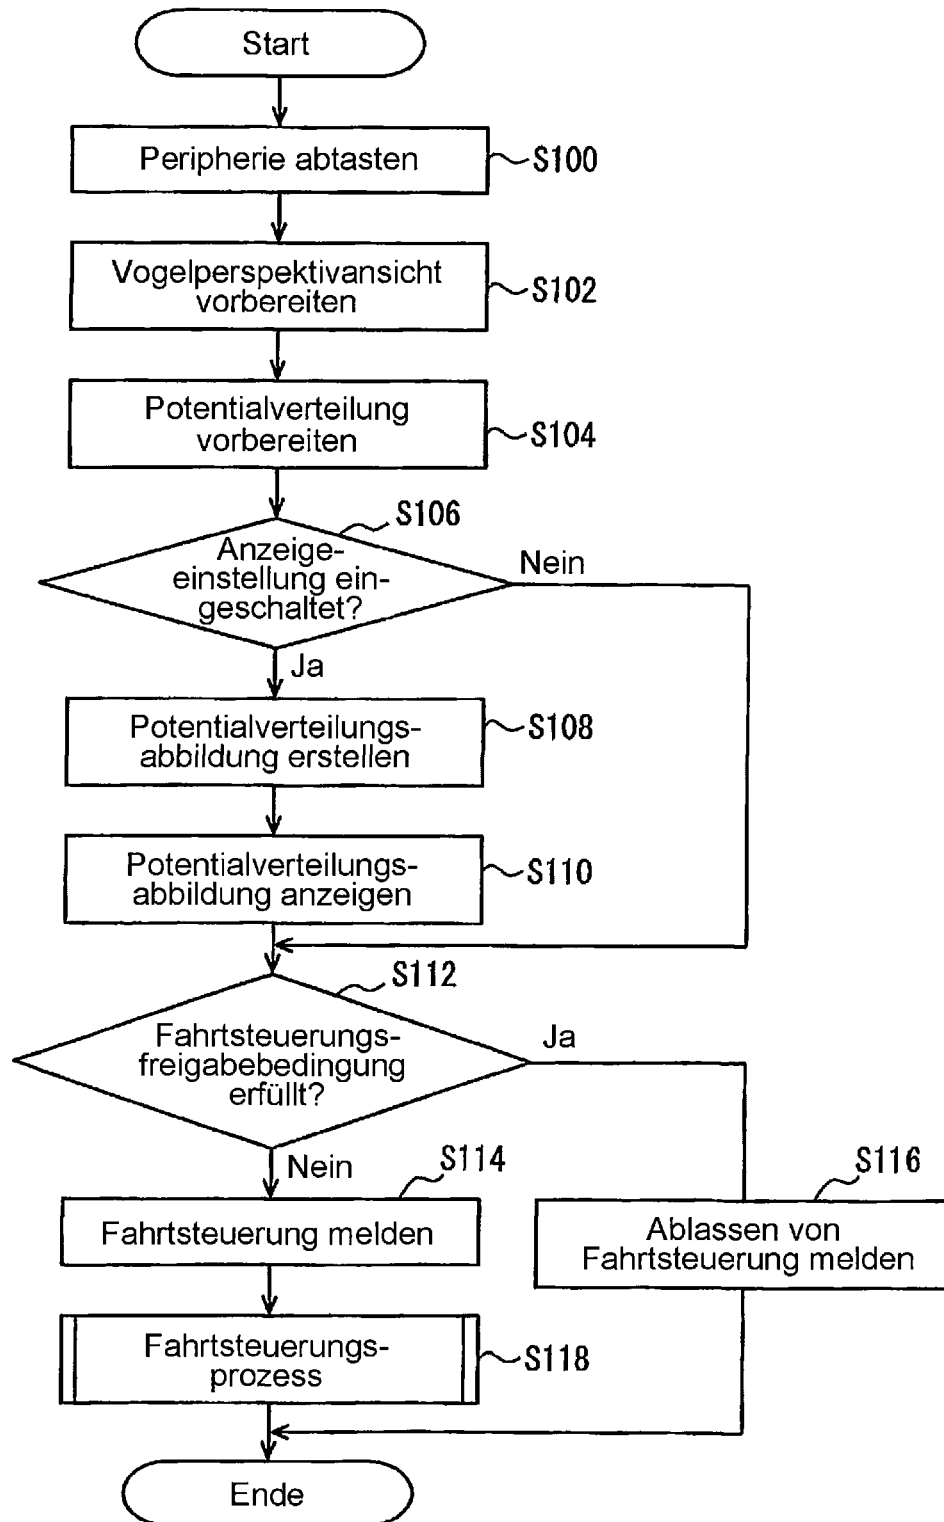 Start
Peripherie abtasten
S100
Vogelperspektivansicht
vorbereiten
S102
Potentialverteilung
vorbereiten
S104
S106
Anzeige-
einstellung ein-
geschaltet?
Nein
Ja
Potentialverteilungs-
abbildung erstellen
S108
Potentialverteilungs-
abbildung anzeigen
S110
S112
Fahrtsteuerungs-
freigabebedingung
erfüllt?
Ja
Nein
S114
Fahrtsteuerung melden
S116
Ablassen von
Fahrtsteuerung melden
Fahrtsteuerungs-
prozess
S118
Ende